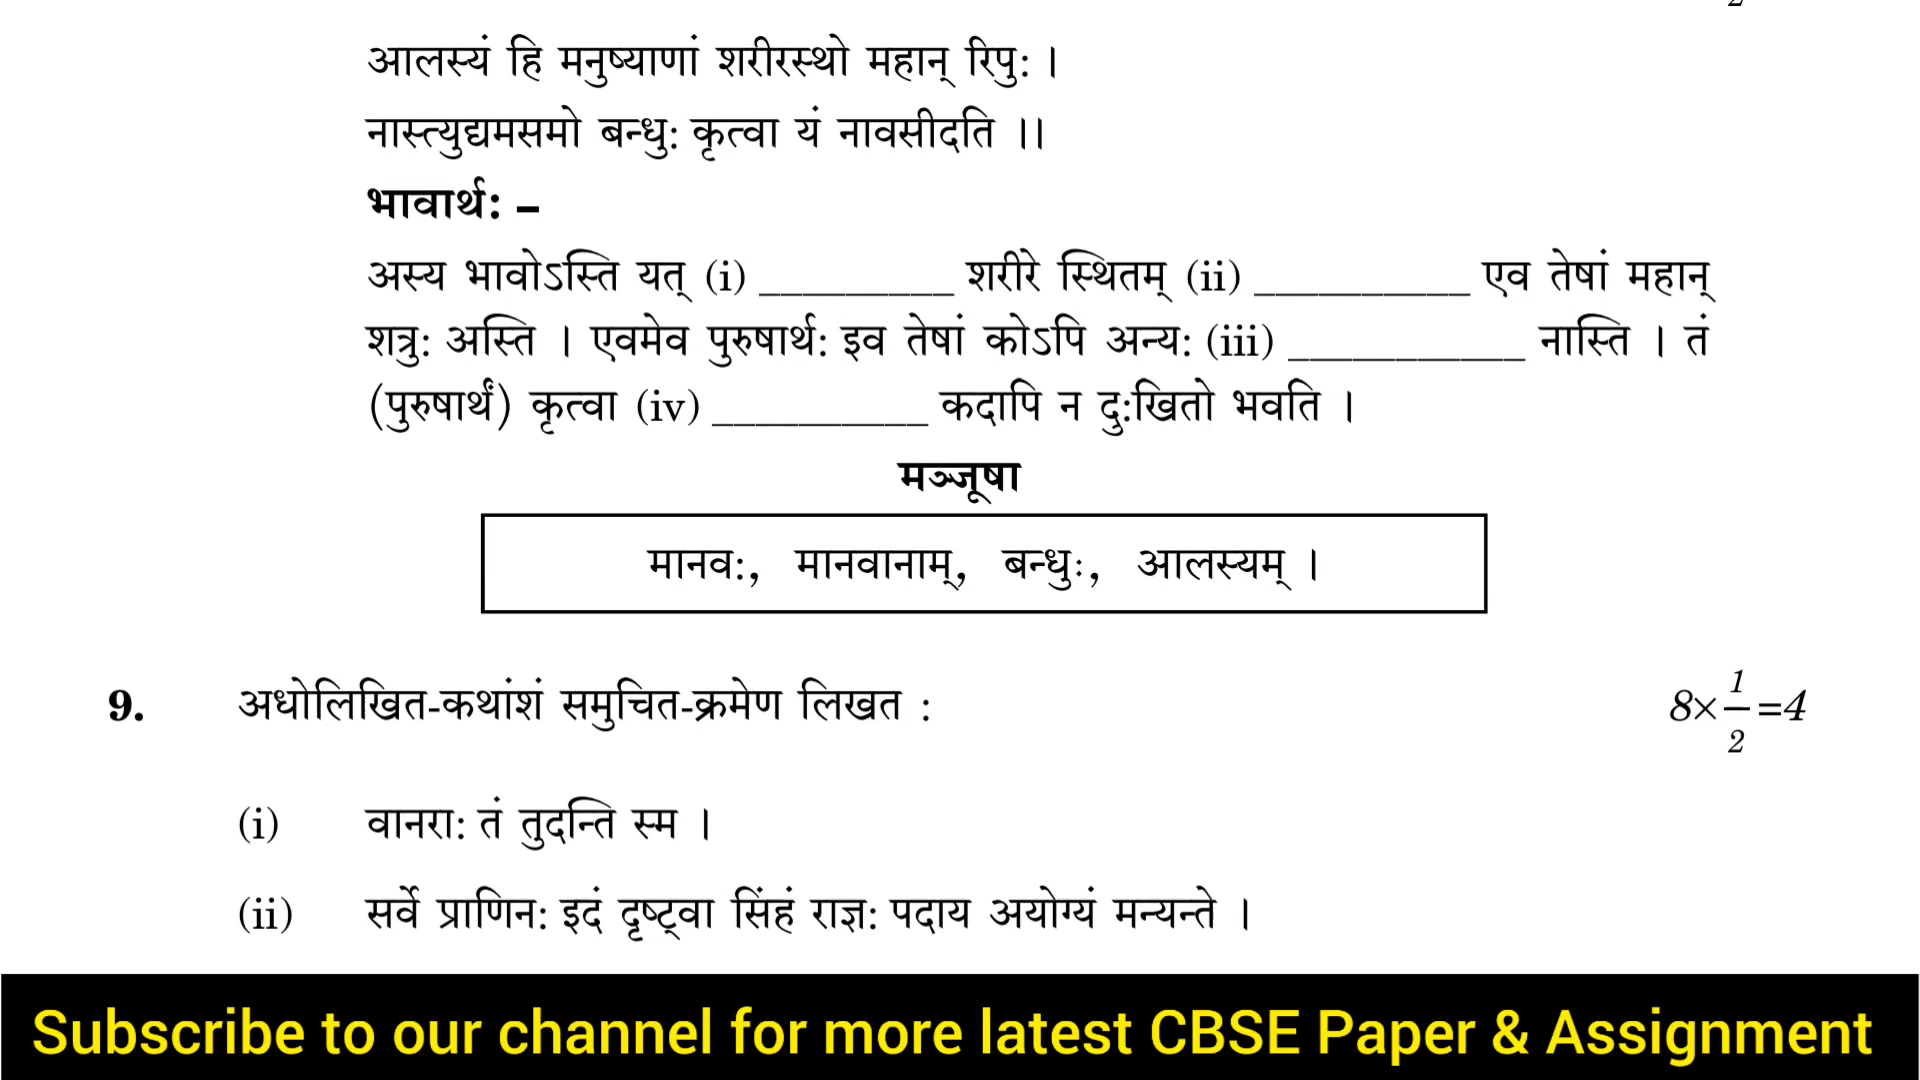 2
आलस्यं हि मनुष्याणां शरीरस्थो महान् रिपुः ।
नास्त्युद्यमसमो बन्धुः कृत्वा यं नावसीदति ।।
भावार्थः –
अस्य भावोऽस्ति यत् (i) _________ शरीरे स्थितम् (ii) __________ एव तेषां महान्
शत्रुः अस्ति । एवमेव पुरुषार्थः इव तेषां कोऽपि अन्यः (iii) ___________ नास्ति । तं
(पुरुषार्थं) कृत्वा (iv) __________ कदापि न दुःखितो भवति ।
मञ्जूषा
मानवः, मानवानाम्, बन्धुः, आलस्यम् ।
9. अधोलिखित-कथांशं समुचित-क्रमेण लिखत : 8×1/2=4
(i) वानराः तं तुदन्ति स्म ।
(ii) सर्वे प्राणिनः इदं दृष्ट्वा सिंहं राज्ञः पदाय अयोग्यं मन्यन्ते ।
Subscribe to our channel for more latest CBSE Paper & Assignment